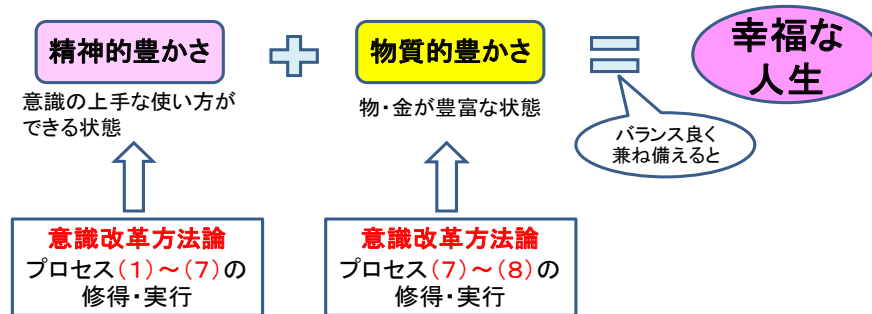 精神的豊かさ
物質的豊かさ
幸福な
人生
意識の上手な使い方が
できる状態
物・金が豊富な状態
バランス良く
兼ね備えると
意識改革方法論
プロセス(1)~(7)の
修得・実行
意識改革方法論
プロセス(7)~(8)の
修得・実行